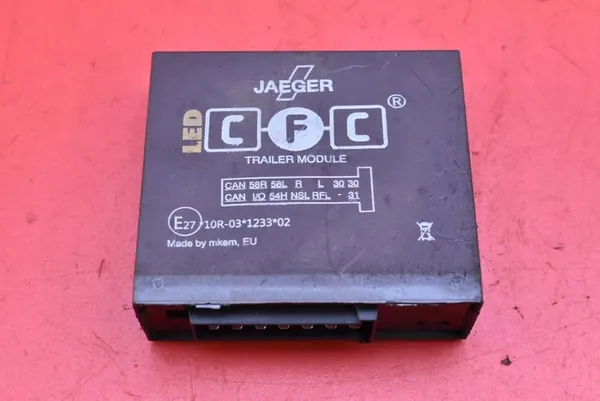 JAEGER
LED
CFC®
TRAILER MODULE
CAN 58R 58L R L 30 30
CAN I/O 54H NSL RFL - 31
E27 10R-03*1233*02
Made by mkem, EU